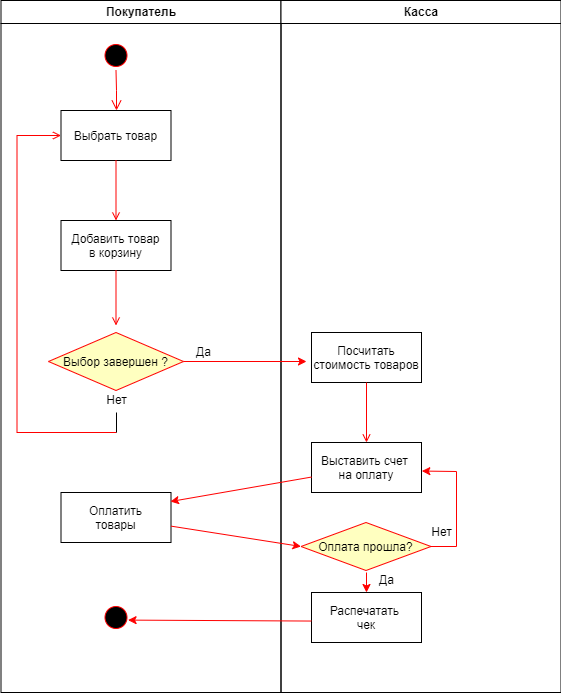 Покупатель
Касса
Выбрать товар
Добавить товар
в корзину
Выбор завершен ?
Да
Нет
Посчитать
стоимость товаров
Выставить счет
на оплату
Оплатить
товары
Оплата прошла?
Нет
Да
Распечатать
чек